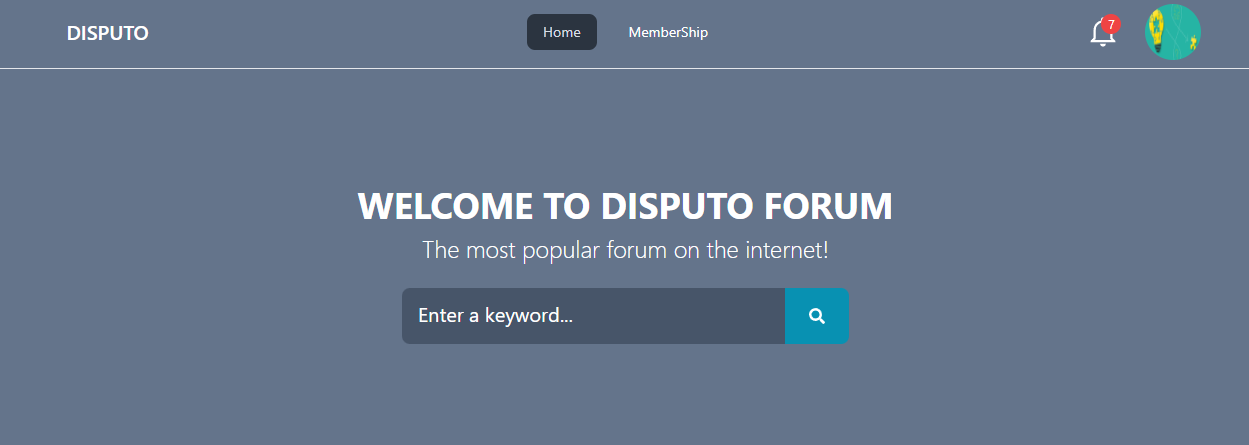 DISPUTO
Home
MemberShip
7
WELCOME TO DISPUTO FORUM
The most popular forum on the internet!
Enter a keyword...